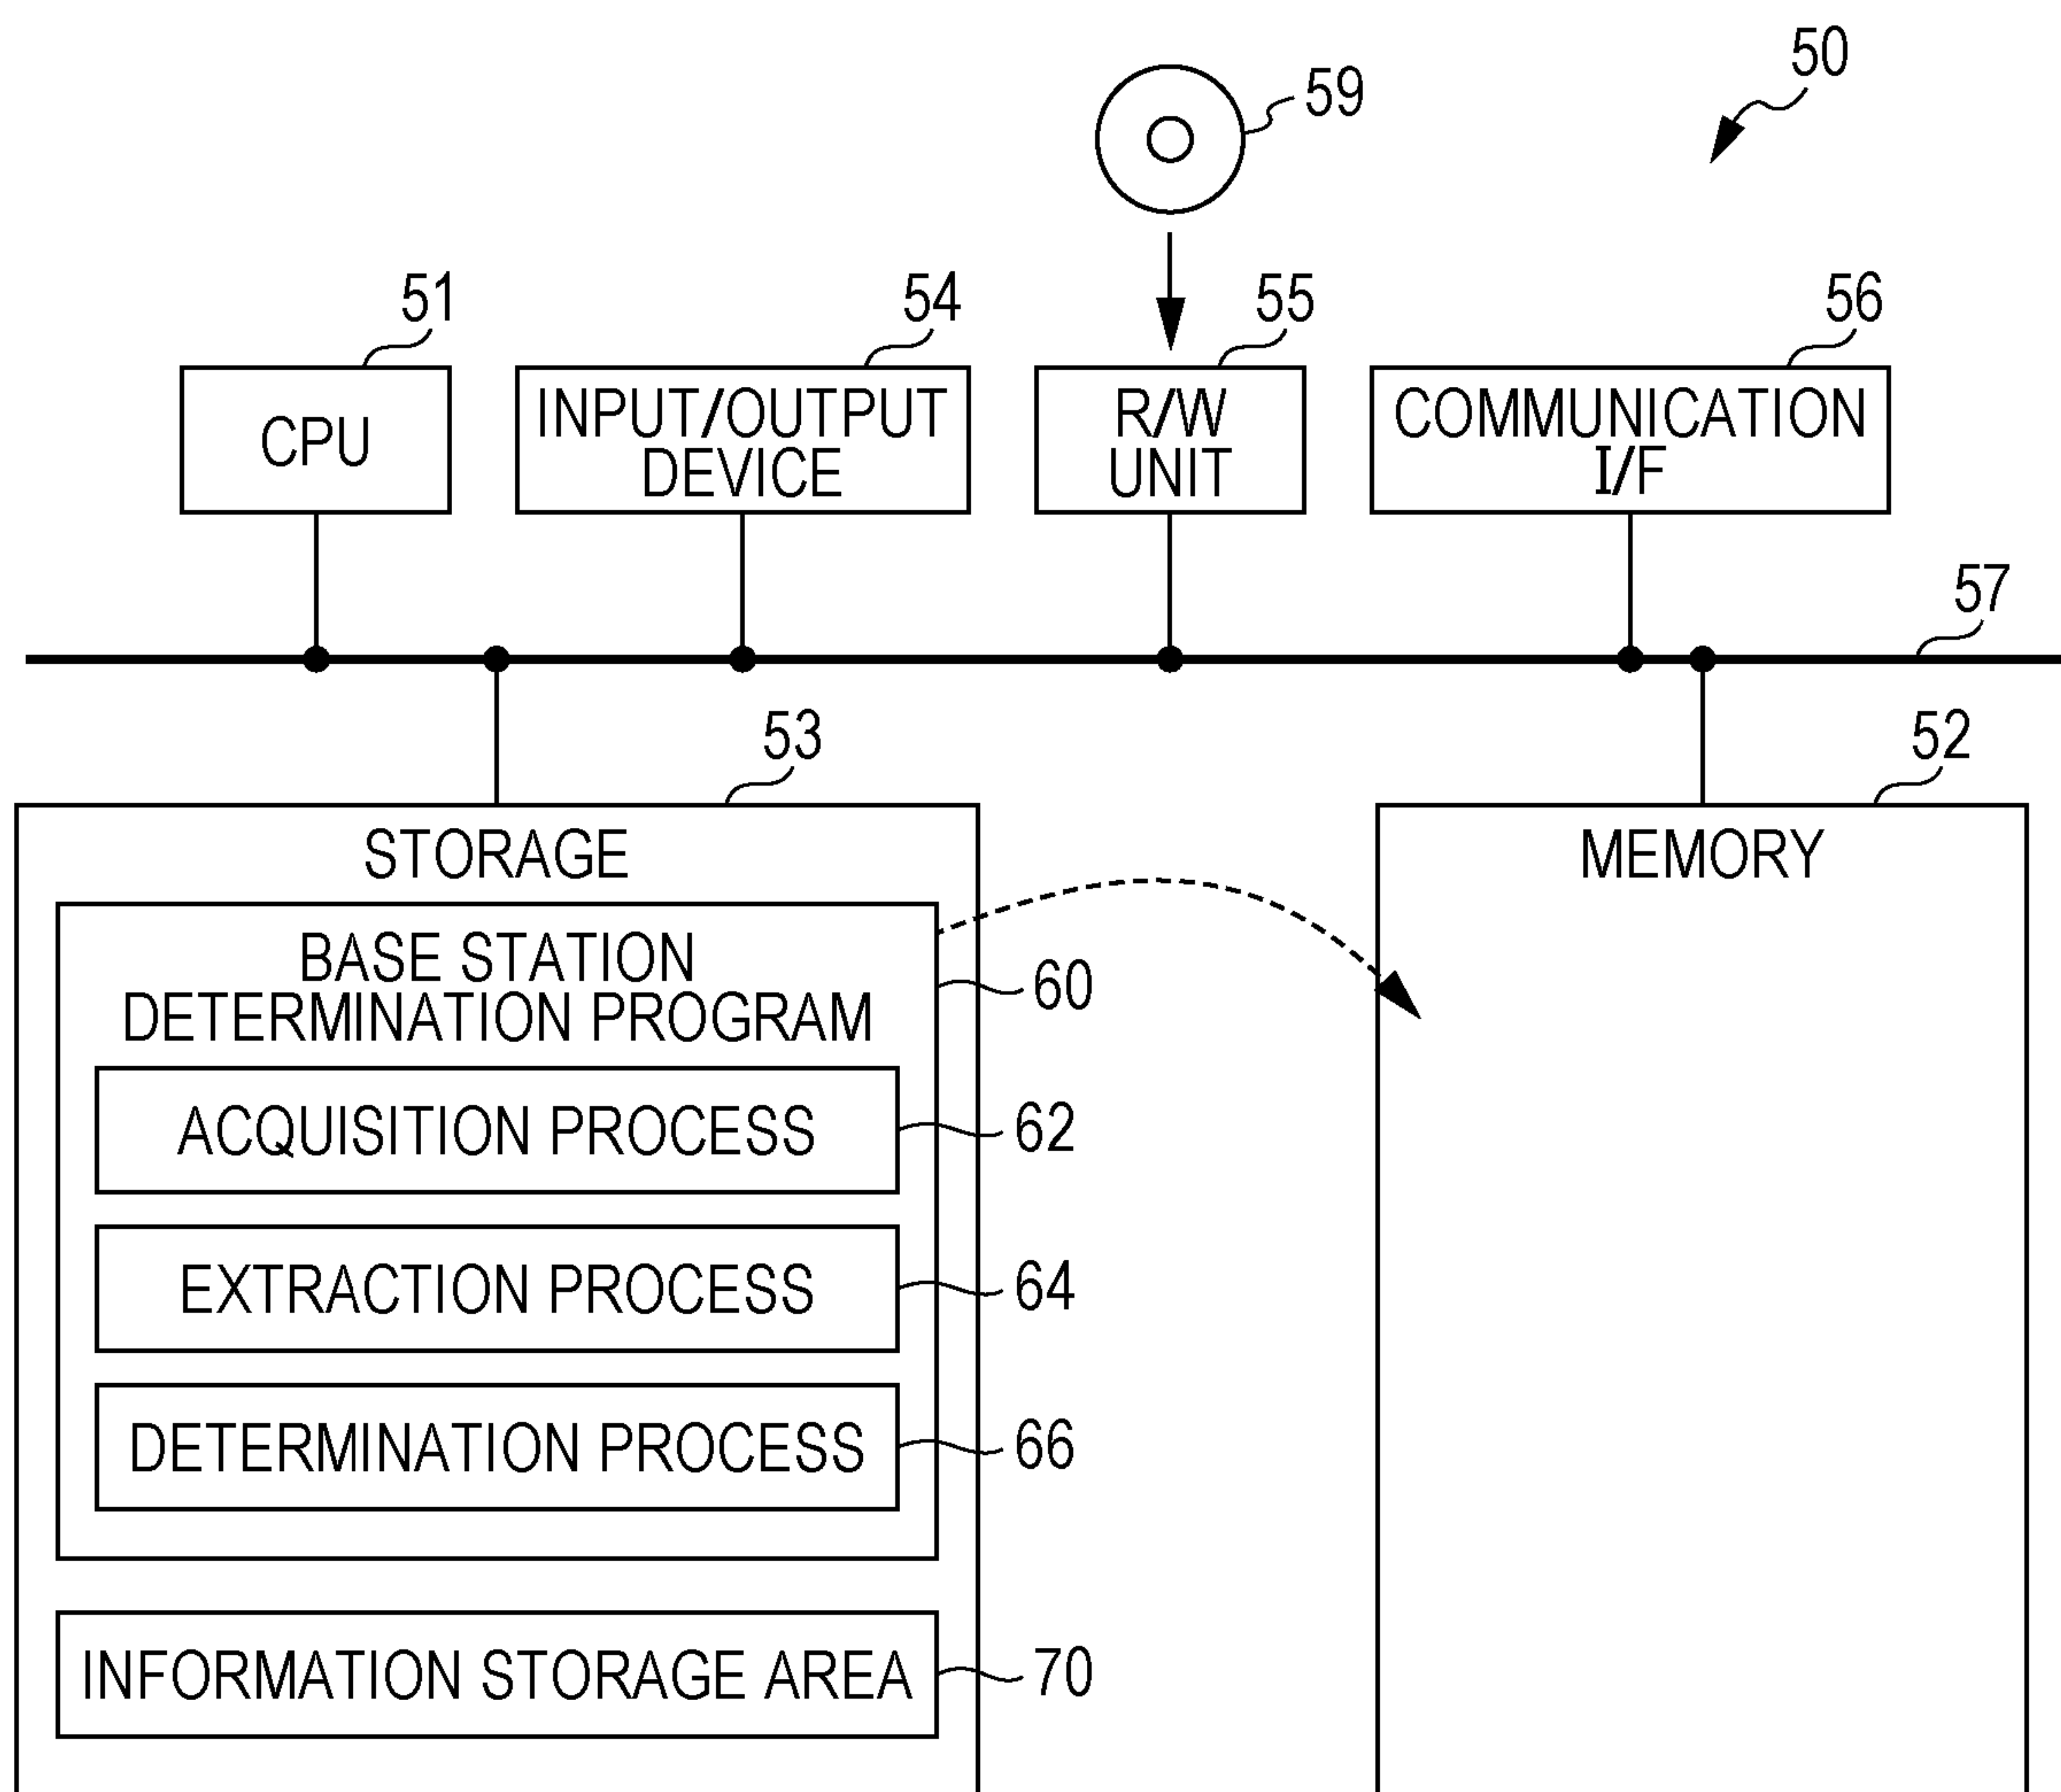 50
59
51
54
55
56
CPU
INPUT/OUTPUT
DEVICE
R/W
UNIT
COMMUNICATION
I/F
57
53
52
STORAGE
MEMORY
BASE STATION
DETERMINATION PROGRAM
60
ACQUISITION PROCESS
62
EXTRACTION PROCESS
64
DETERMINATION PROCESS
66
INFORMATION STORAGE AREA
70